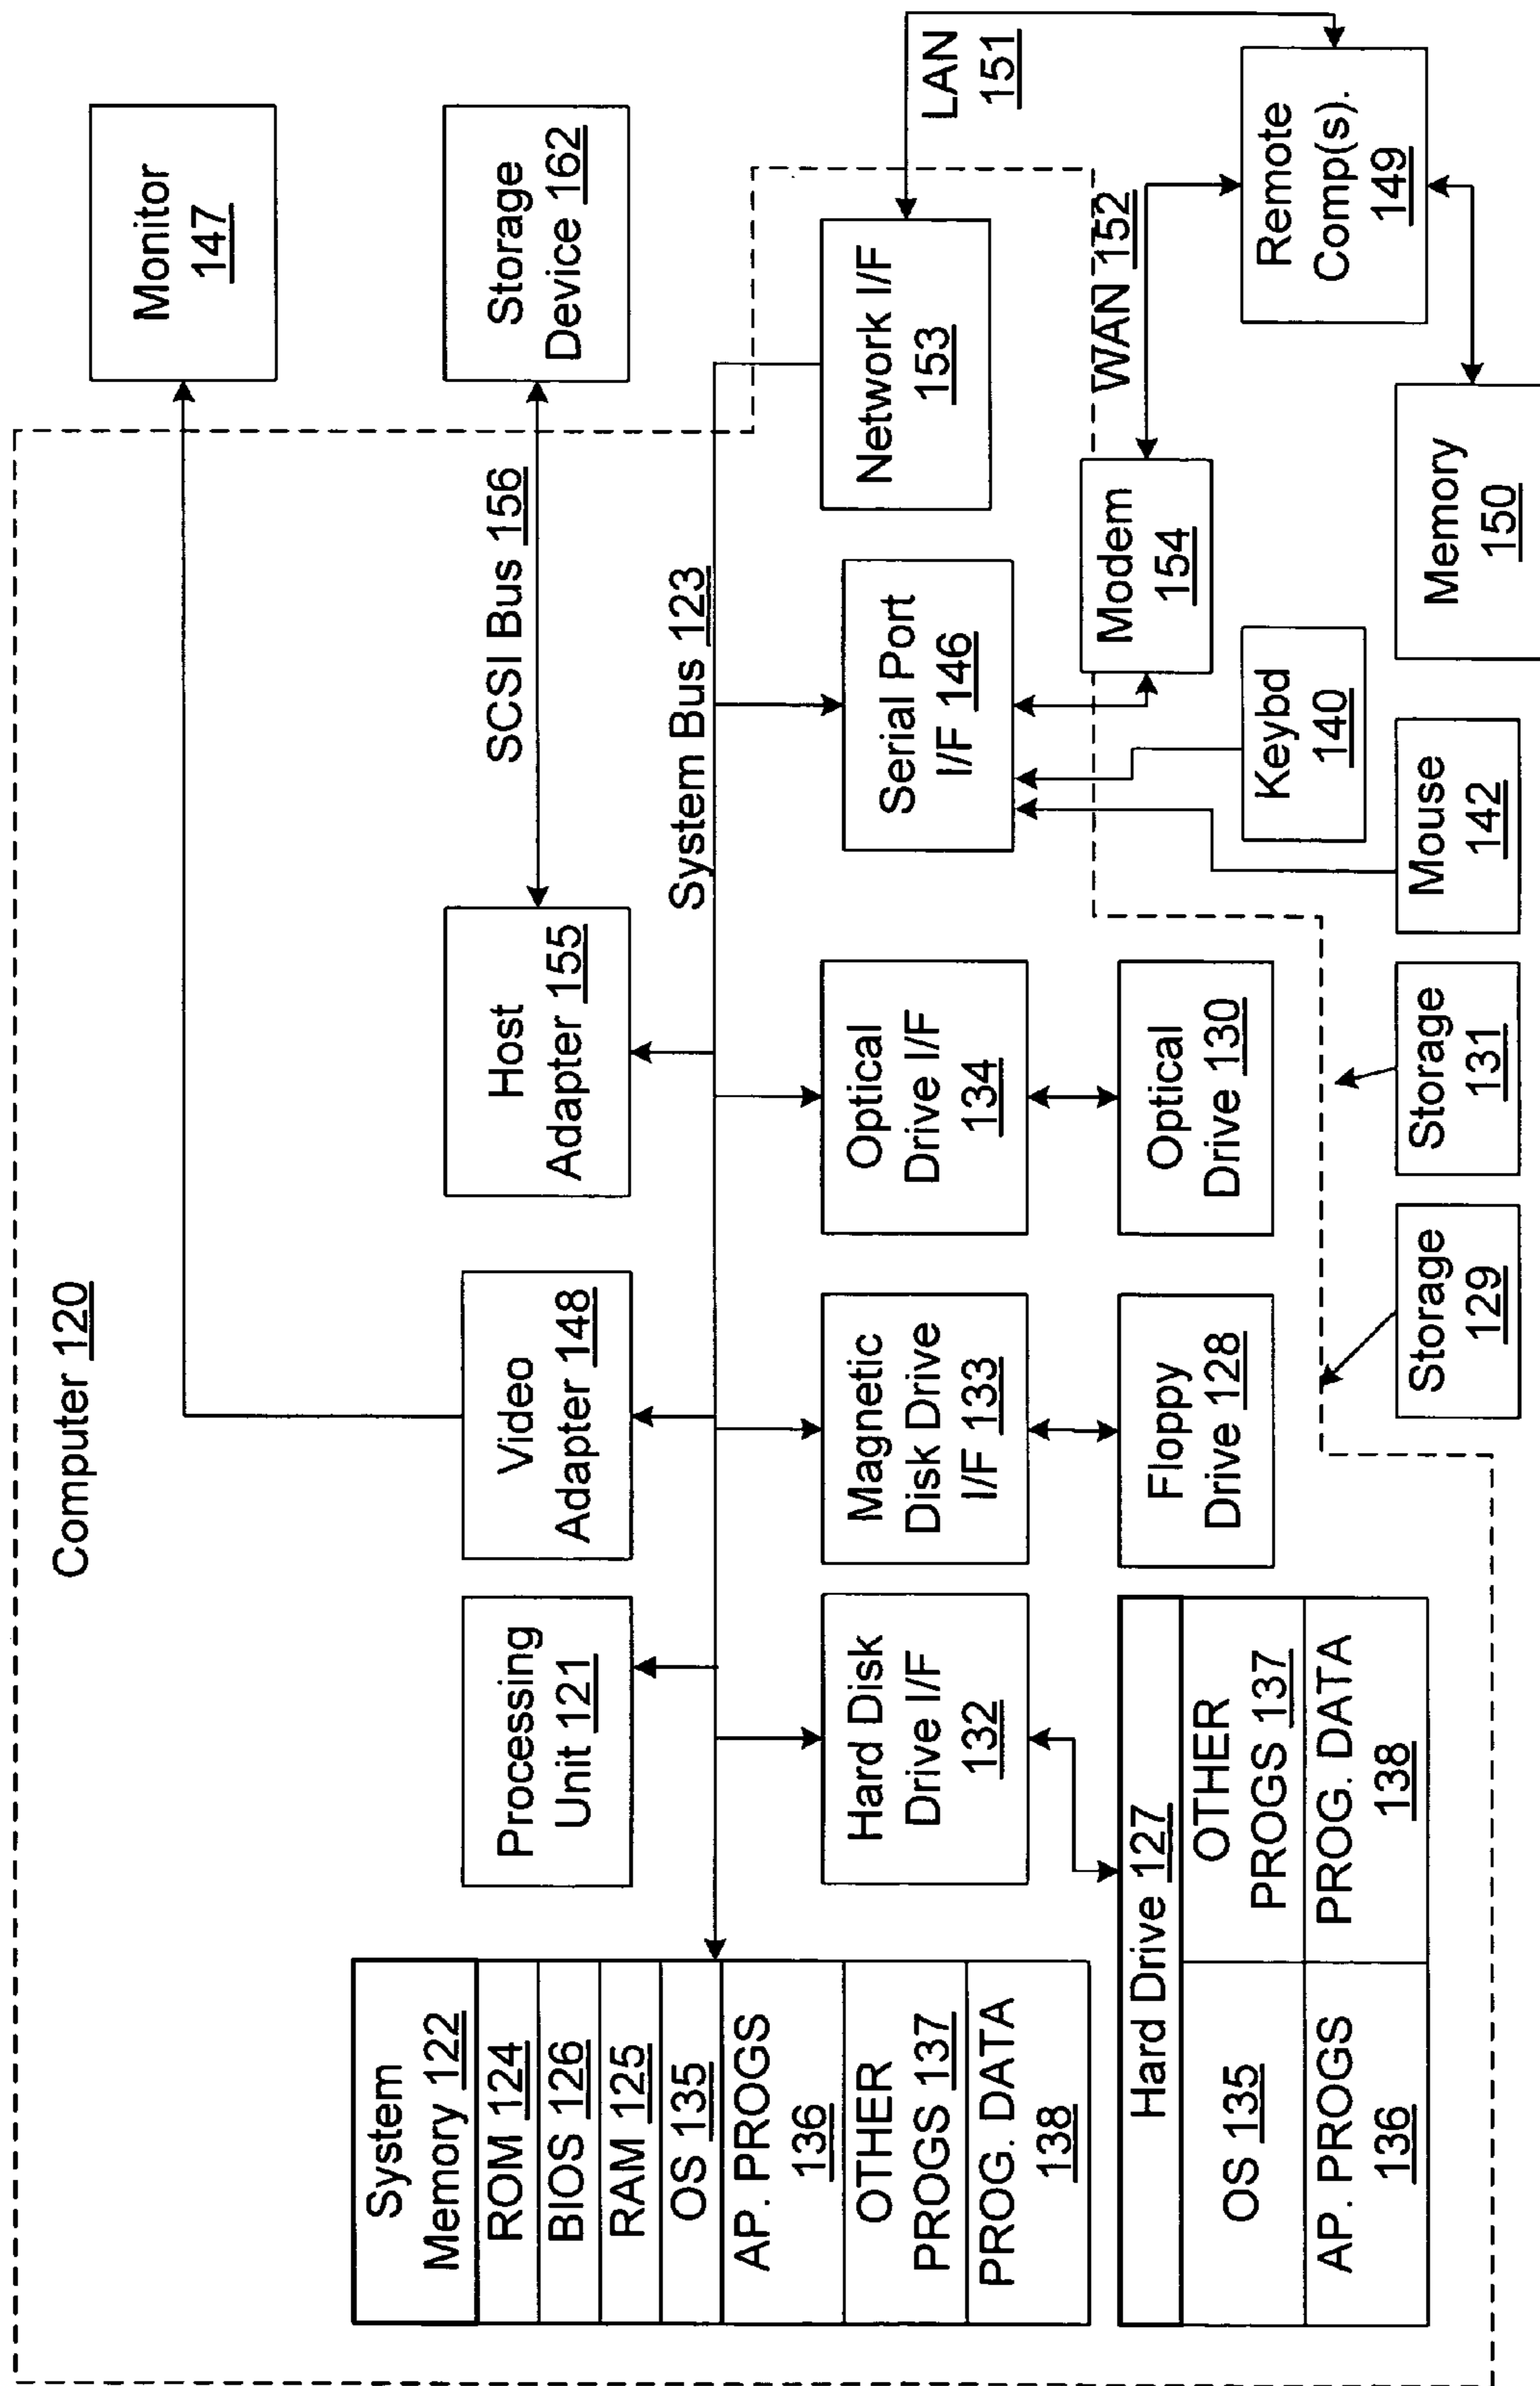 Computer 120
Monitor
147
System
Memory 122
ROM 124
BIOS 126
RAM 125
OS 135
AP. PROGS
136
OTHER
PROGS 137
PROG. DATA
138
Processing
Unit 121
Video
Adapter 148
Host
Adapter 155
SCSI Bus 156
Storage
Device 162
System Bus 123
Hard Disk
Drive I/F
132
Magnetic
Disk Drive
I/F 133
Optical
Drive I/F
134
Serial Port
I/F 146
Network I/F
153
LAN
151
Hard Drive 127
OS 135
OTHER
PROGS 137
AP. PROGS
136
PROG. DATA
138
Floppy
Drive 128
Optical
Drive 130
Modem
154
WAN 152
Keybd
140
Remote
Comp(s).
149
Storage
129
Storage
131
Mouse
142
Memory
150